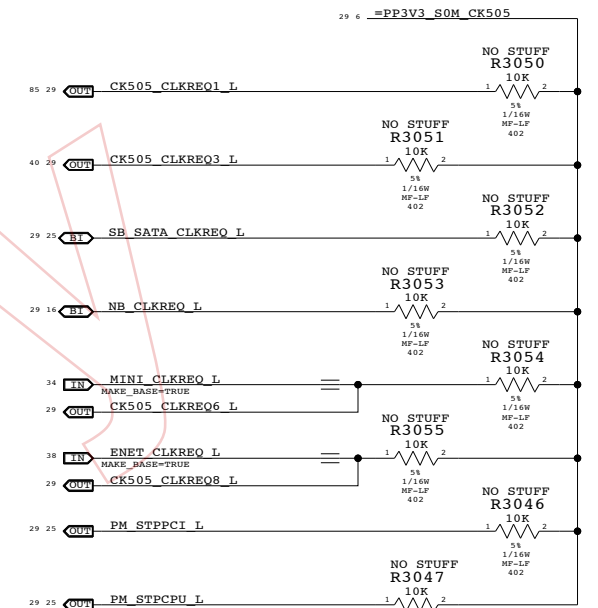 29 6 =PP3V3_S0M_CK505
NO STUFF
R3050
85 29 OUT CK505_CLKREQ1_L 1 10K 2
5%
1/16W
MF-LF
402
NO STUFF
R3051
40 29 OUT CK505_CLKREQ3_L 1 10K 2
5%
1/16W
MF-LF
402
NO STUFF
R3052
29 25 BI SB_SATA_CLKREQ_L 1 10K 2
5%
1/16W
MF-LF
402
NO STUFF
R3053
29 16 BI NB_CLKREQ_L 1 10K 2
5%
1/16W
MF-LF
402
NO STUFF
R3054
34 IN MINI_CLKREQ_L 1 10K 2
MAKE_BASE=TRUE
5%
1/16W
MF-LF
402
29 OUT CK505_CLKREQ6_L
NO STUFF
R3055
38 IN ENET_CLKREQ_L 1 10K 2
MAKE_BASE=TRUE
5%
1/16W
MF-LF
402
29 OUT CK505_CLKREQ8_L
NO STUFF
R3046
29 25 OUT PM_STPPCI_L 1 10K 2
5%
1/16W
MF-LF
402
NO STUFF
R3047
29 25 OUT PM_STPCPU_L 1 10K 2